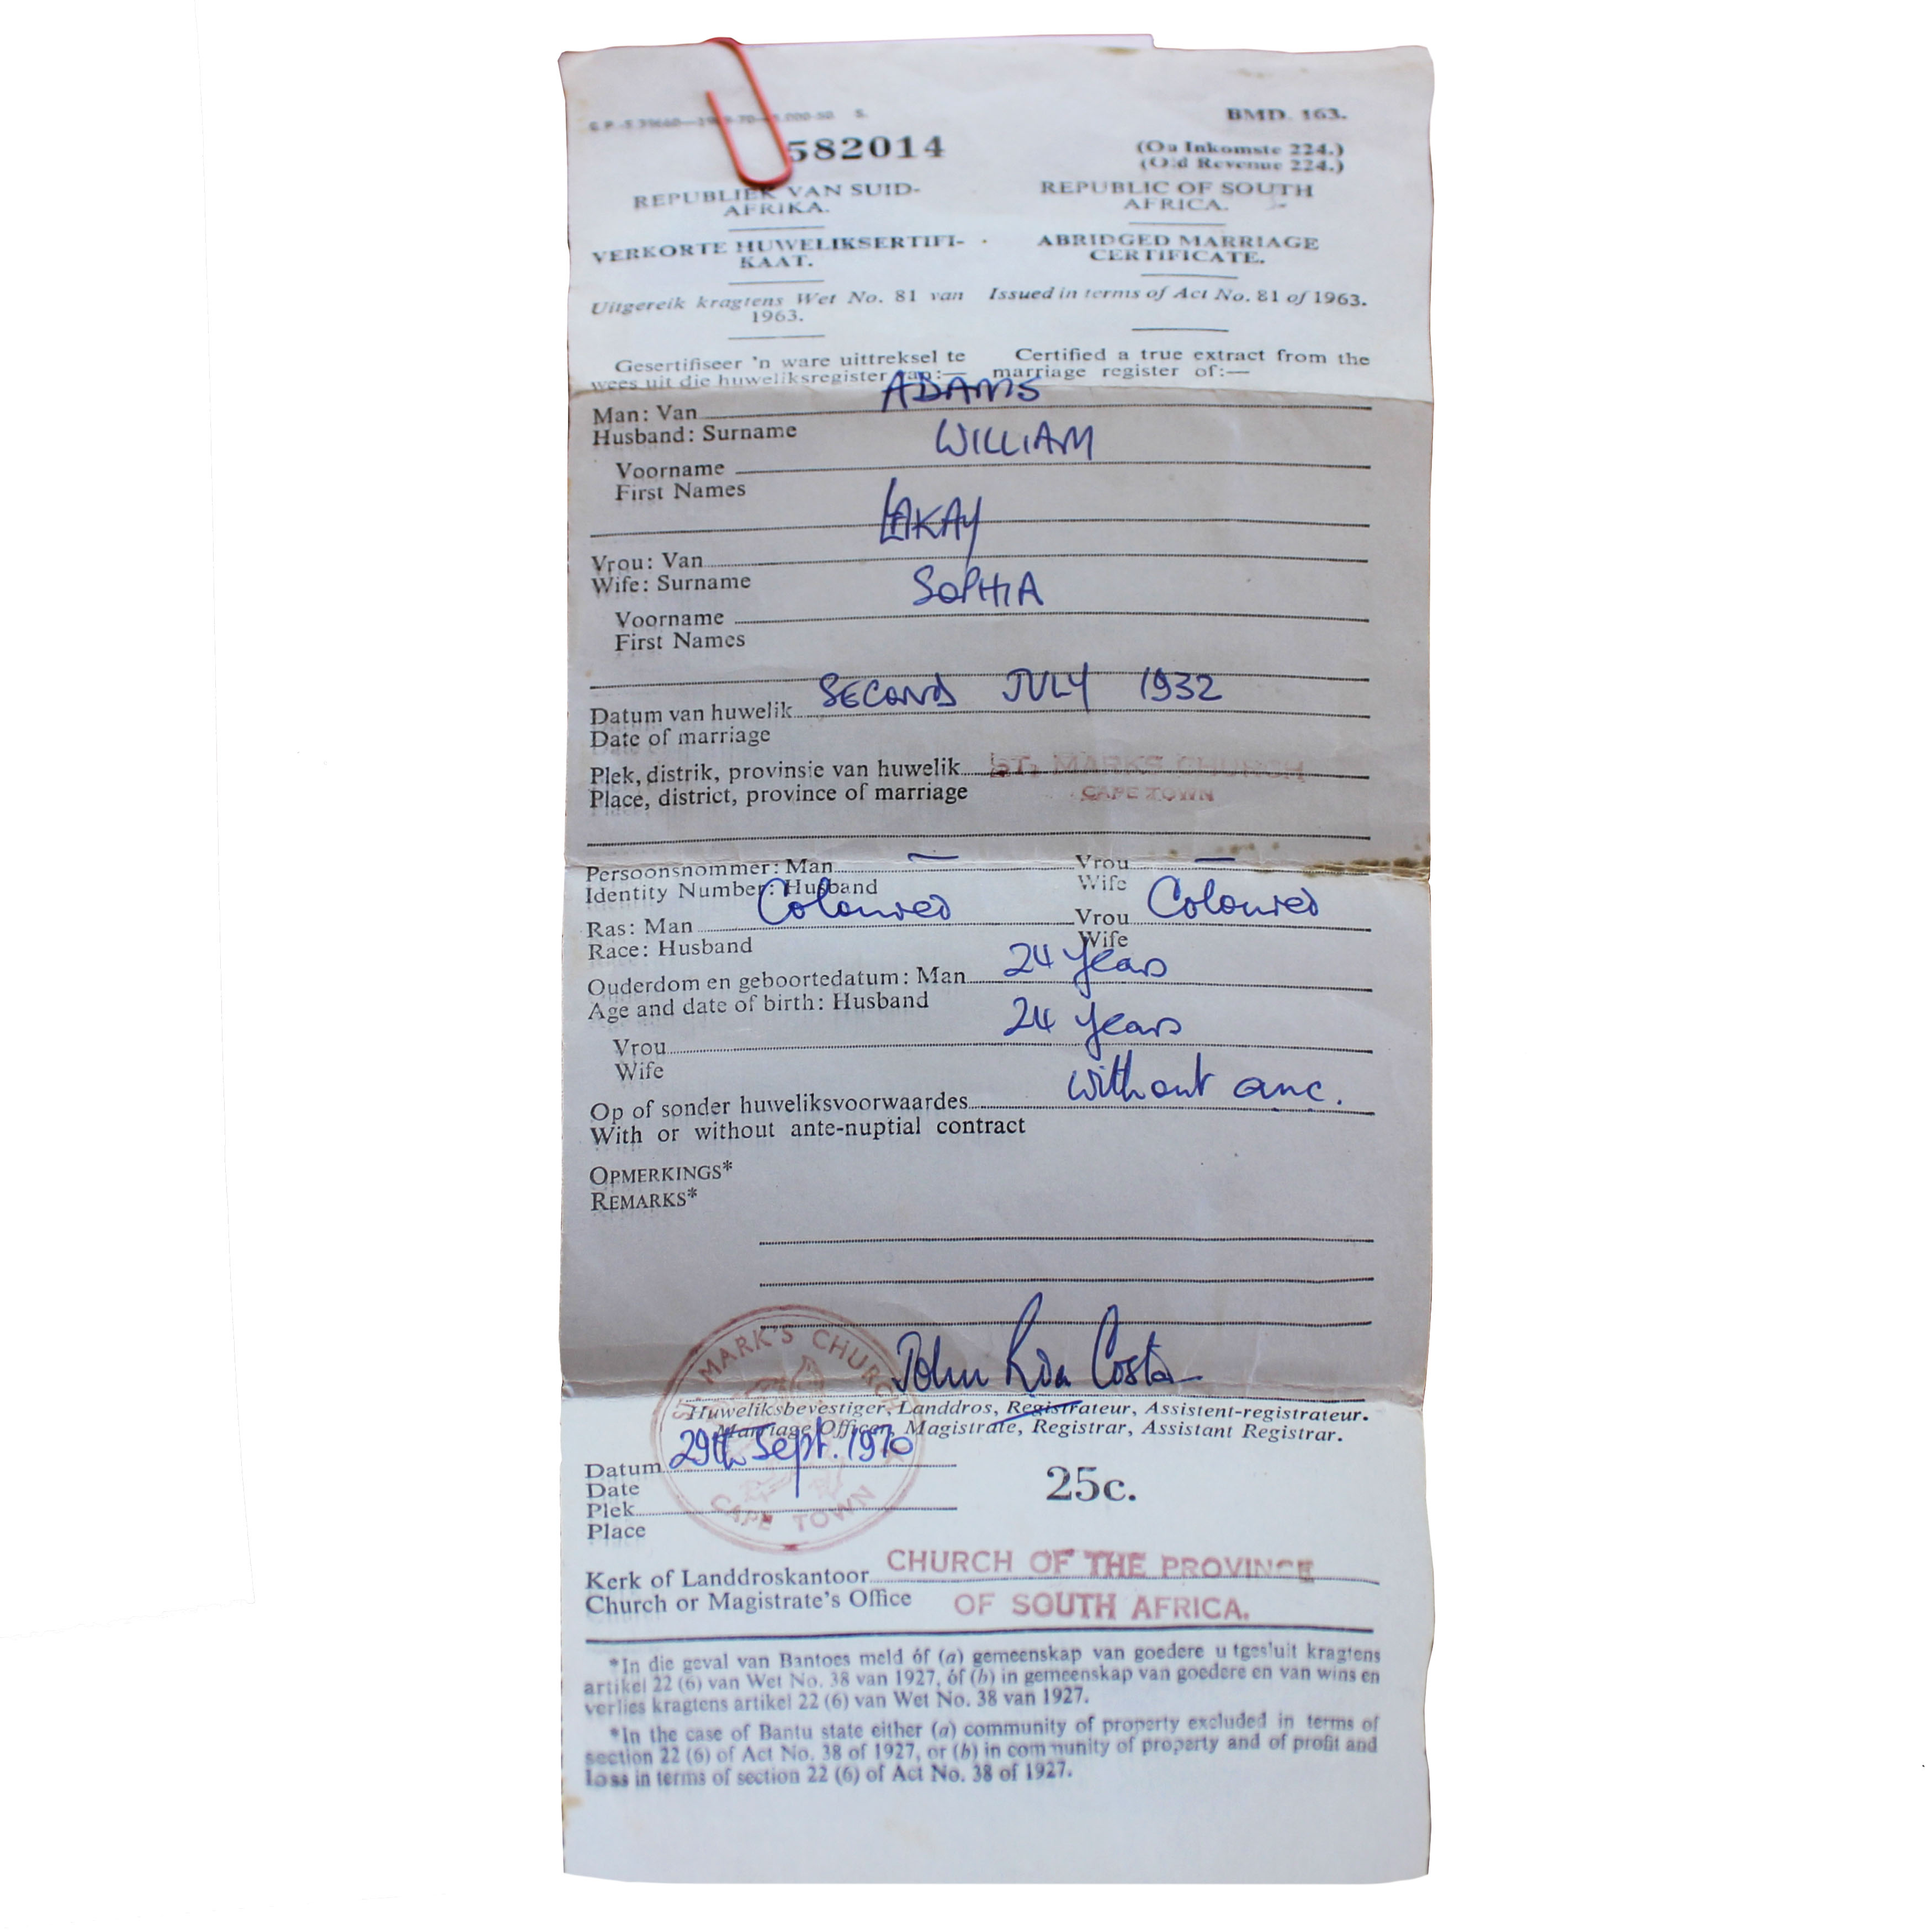 BMD. 163.
582014
(Ou Inkomste 224.)
(Old Revenue 224.)
REPUBLIEK VAN SUID-
AFRIKA.
REPUBLIC OF SOUTH
AFRICA.
VERKORTE HUWELIKSERTIFI-
KAAT.
ABRIDGED MARRIAGE
CERTIFICATE.
Uitgereik kragtens Wet No. 81 van
1963.
Issued in terms of Act No. 81 of 1963.
Gesertifiseer 'n ware uittreksel te
wees uit die huweliksregister van:—
Certified a true extract from the
marriage register of:—
Man: Van ADAMS
Husband: Surname
WILLIAM
Voorname
First Names
LAKAY
Vrou: Van
Wife: Surname
SOPHIA
Voorname
First Names
Datum van huwelik SECOND JULY 1932
Date of marriage
Plek, distrik, provinsie van huwelik ST. MARKS CHURCH
Place, district, province of marriage CAPE TOWN
Persoonsnommer: Man — Vrou —
Identity Number: Husband Wife
Ras: Man Coloured Vrou Coloured
Race: Husband Wife
Ouderdom en geboortedatum: Man 24 years
Age and date of birth: Husband
Vrou 24 years
Wife
Op of sonder huweliksvoorwaardes without anc.
With or without ante-nuptial contract
OPMERKINGS*
REMARKS*
ST. MARK'S CHURCH
CAPE TOWN
John Costa
Huweliksbevestiger, Landdros, Registrateur, Assistent-registrateur.
Marriage Officer, Magistrate, Registrar, Assistant Registrar.
Datum 29th Sept. 1970
Date
Plek
Place
25c.
Kerk of Landdroskantoor CHURCH OF THE PROVINCE
Church or Magistrate's Office OF SOUTH AFRICA.
*In die geval van Bantoes meld óf (a) gemeenskap van goedere u tgesluit kragtens
artikel 22 (6) van Wet No. 38 van 1927, óf (b) in gemeenskap van goedere en van wins en
verlies kragtens artikel 22 (6) van Wet No. 38 van 1927.
*In the case of Bantu state either (a) community of property excluded in terms of
section 22 (6) of Act No. 38 of 1927, or (b) in community of property and of profit and
loss in terms of section 22 (6) of Act No. 38 of 1927.